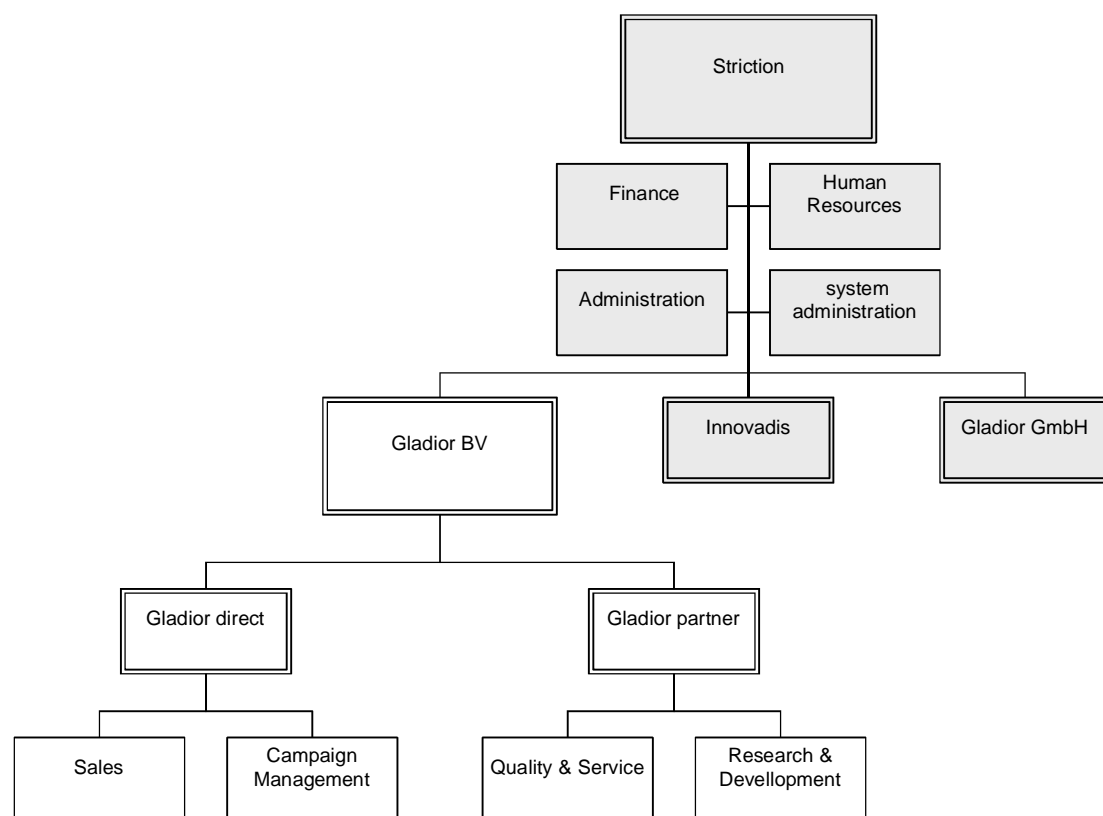 Striction
Finance
Human
Resources
Administration
system
administration
Gladior BV
Innovadis
Gladior GmbH
Gladior direct
Gladior partner
Sales
Campaign
Management
Quality & Service
Research &
Devellopment